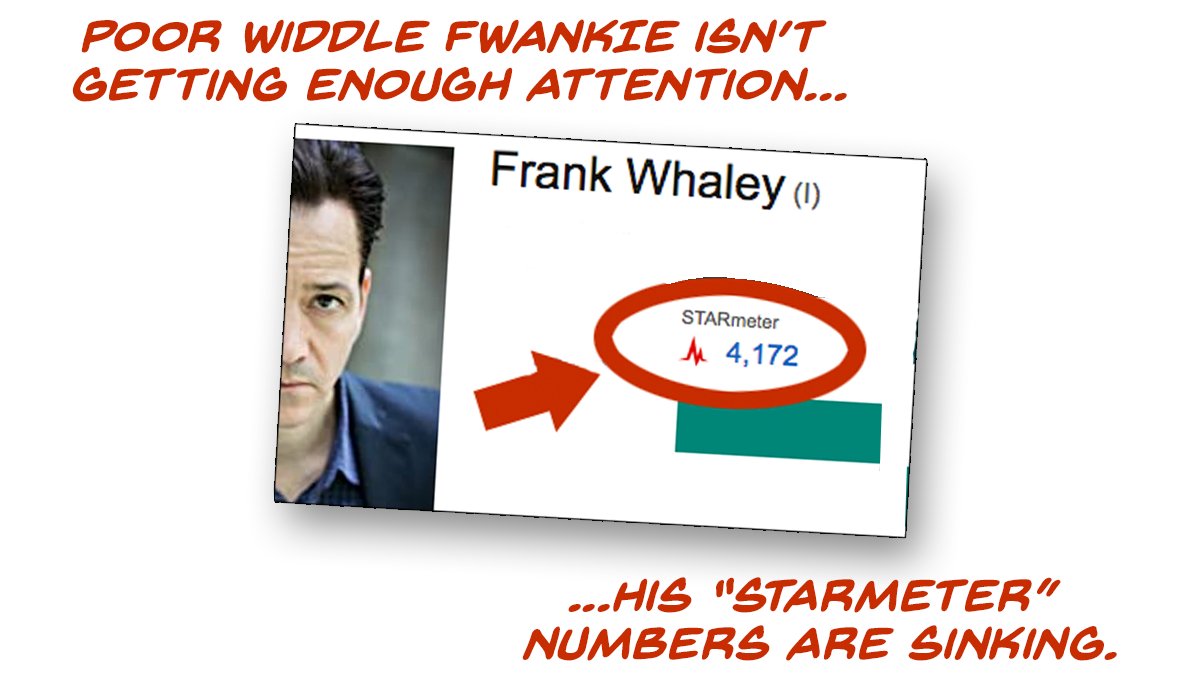 POOR WIDDLE FWANKIE ISN'T
GETTING ENOUGH ATTENTION...
Frank Whaley (I)
STARmeter
4,172
...HIS "STARMETER"
NUMBERS ARE SINKING.